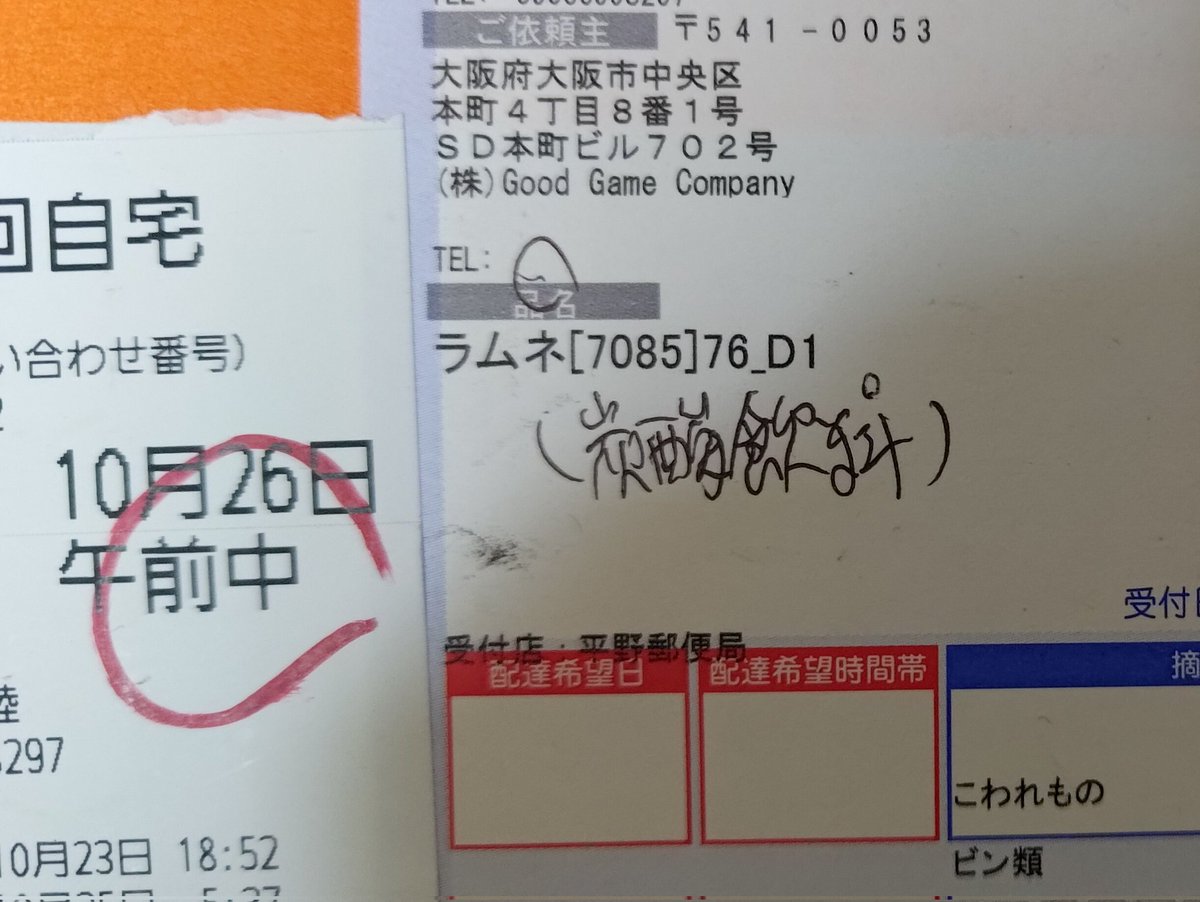 回自宅
い合わせ番号)
10月26日
午前中
陸
297
10月23日 18:52
ご依頼主 〒541-0053
大阪府大阪市中央区
本町4丁目8番1号
SD本町ビル702号
(株)Good Game Company
TEL:
品名
ラムネ[7085]76_D1
受付店:平野郵便局
配達希望日
配達希望時間帯
こわれもの
ビン類